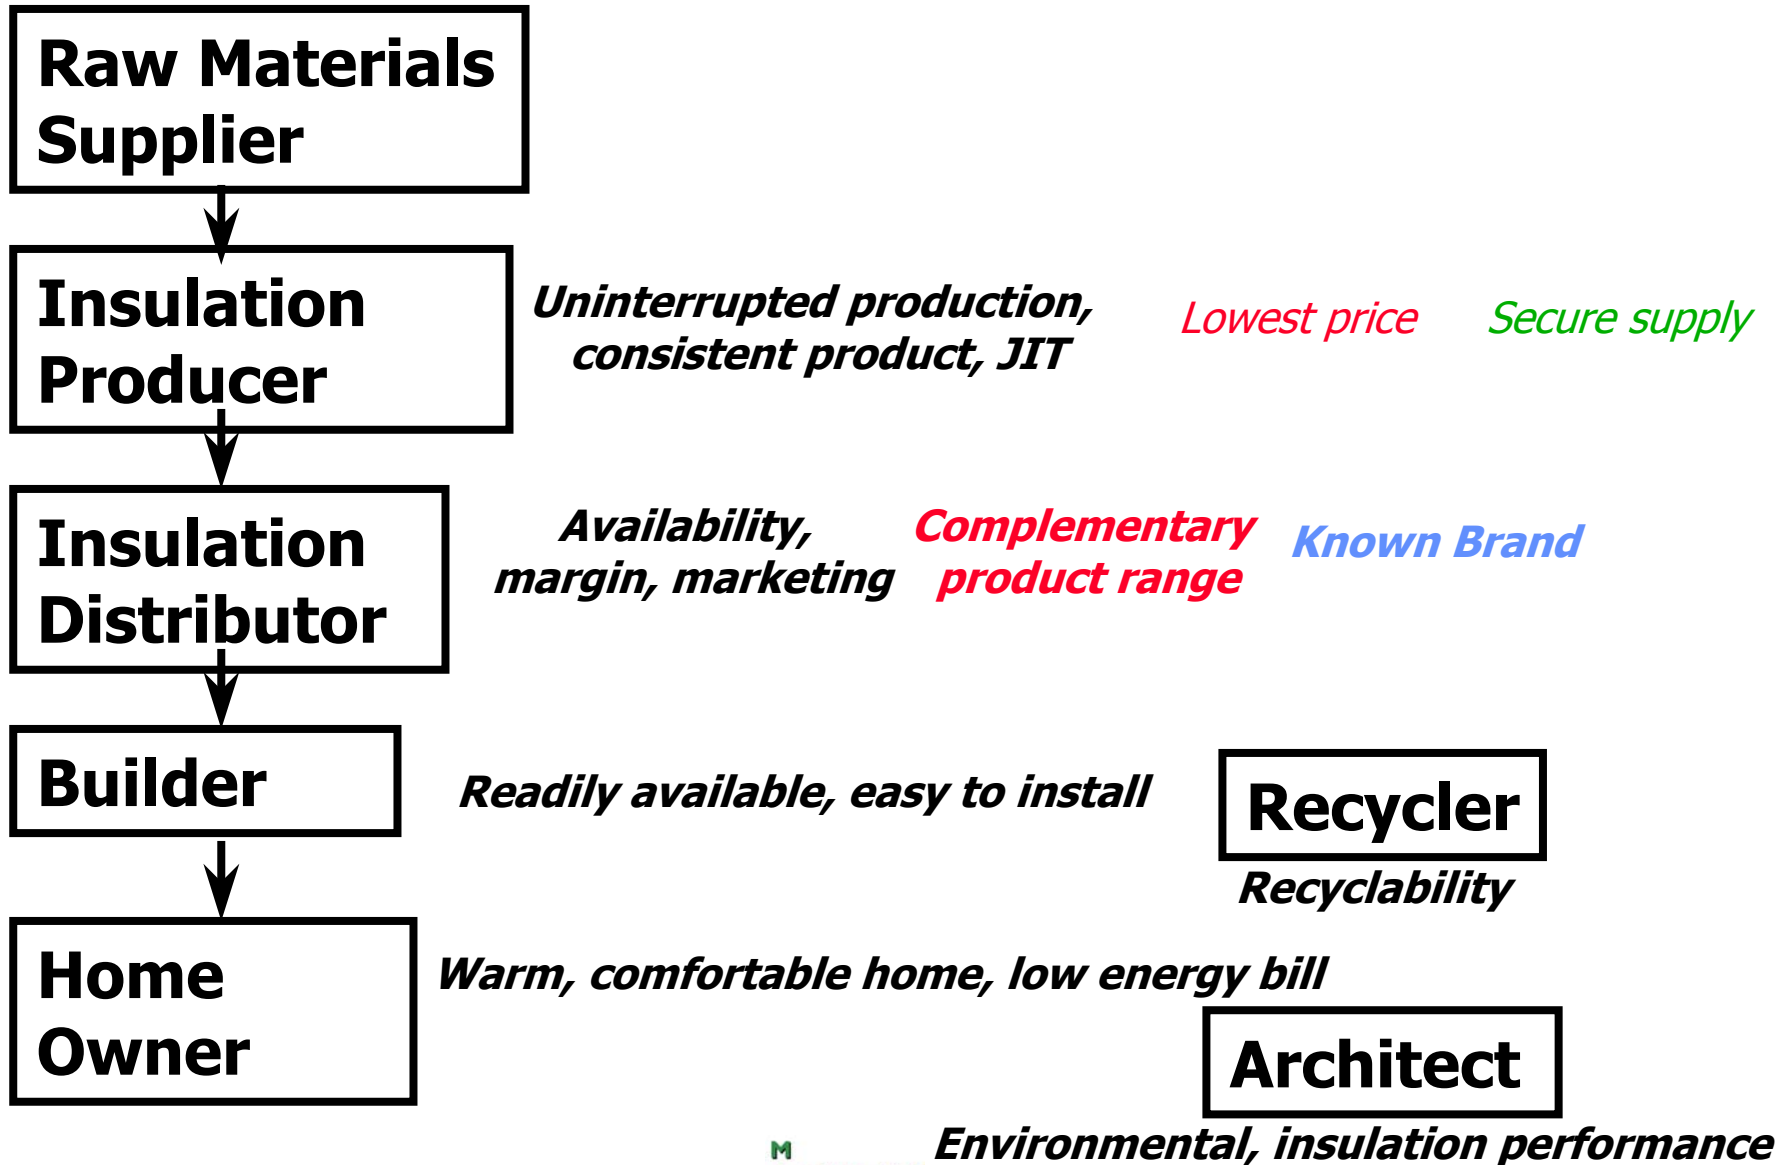 Raw Materials
Supplier
Insulation
Producer
Uninterrupted production,
consistent product, JIT
Lowest price
Secure supply
Insulation
Distributor
Availability,
margin, marketing
Complementary
product range
Known Brand
Builder
Readily available, easy to install
Recycler
Recyclability
Home
Owner
Warm, comfortable home, low energy bill
Architect
Environmental, insulation performance
M